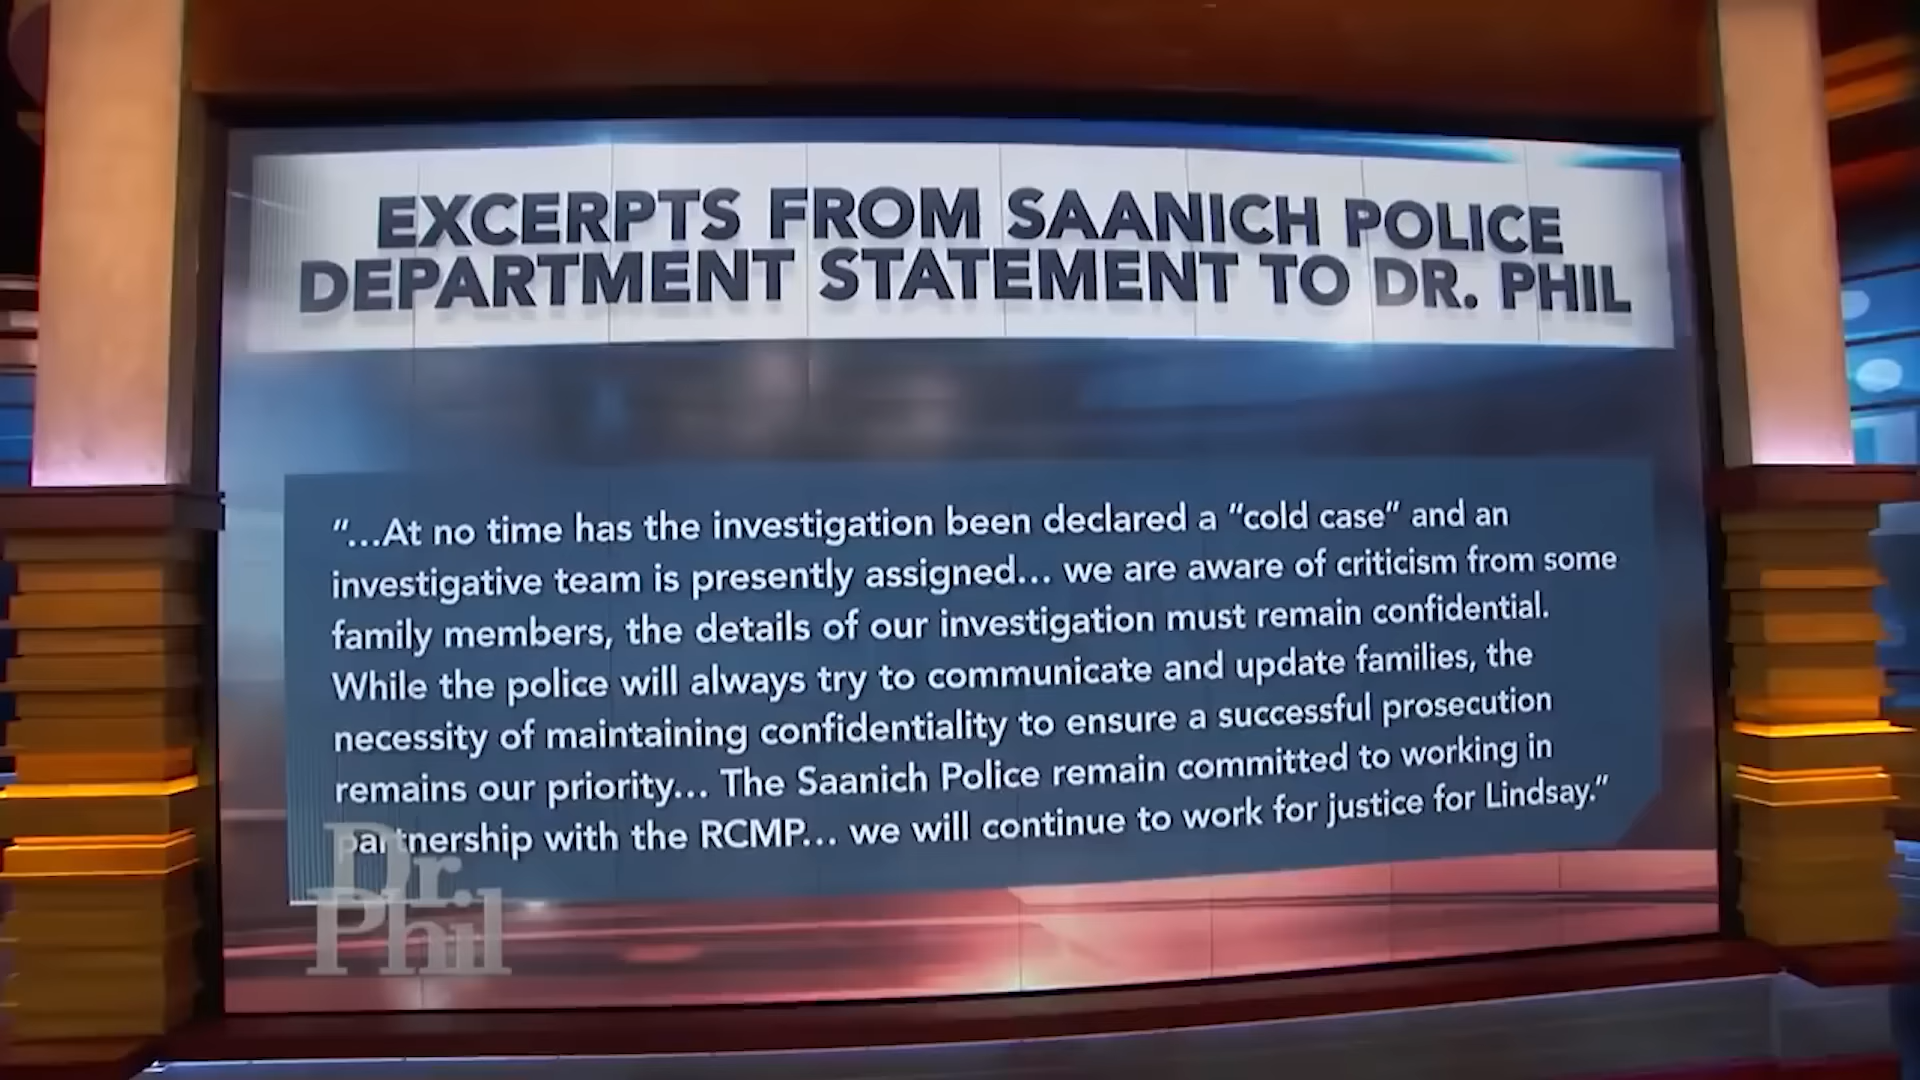 EXCERPTS FROM SAANICH POLICE
DEPARTMENT STATEMENT TO DR. PHIL
“...At no time has the investigation been declared a “cold case” and an
investigative team is presently assigned... we are aware of criticism from some
family members, the details of our investigation must remain confidential.
While the police will always try to communicate and update families, the
necessity of maintaining confidentiality to ensure a successful prosecution
remains our priority... The Saanich Police remain committed to working in
partnership with the RCMP... we will continue to work for justice for Lindsay.”
Dr.
Phil